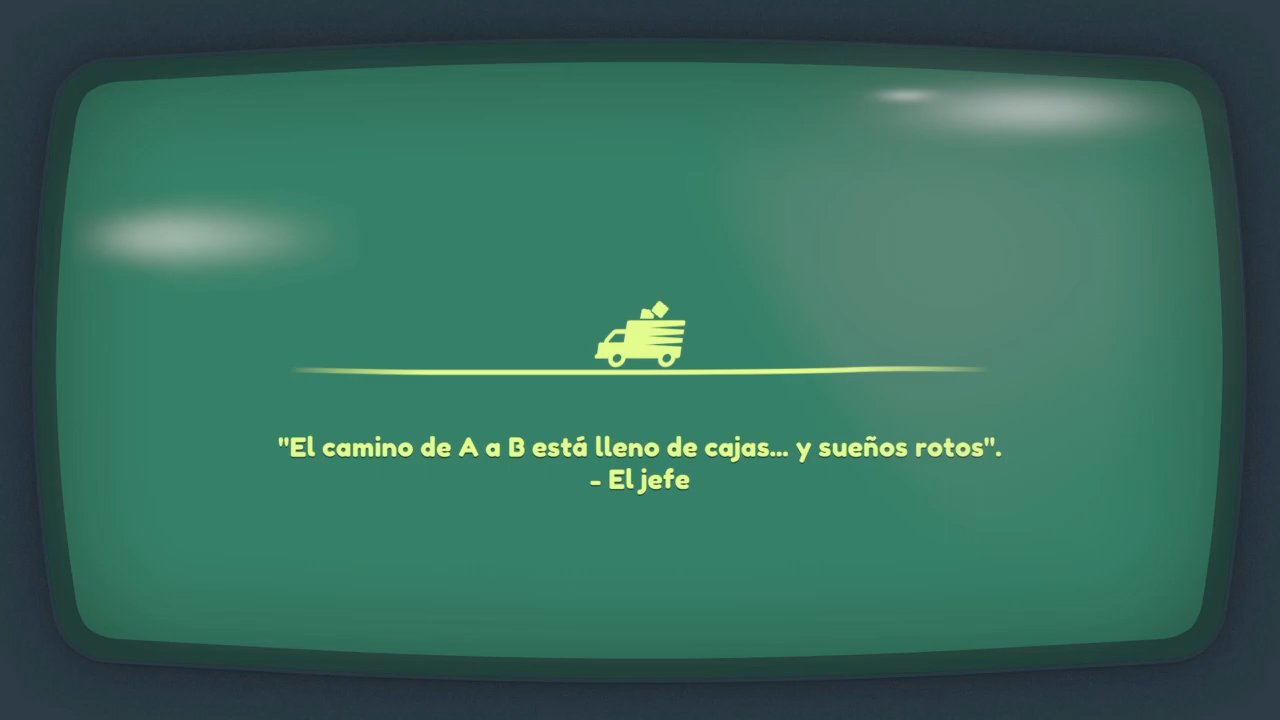 "El camino de A a B está lleno de cajas... y sueños rotos".
- El jefe